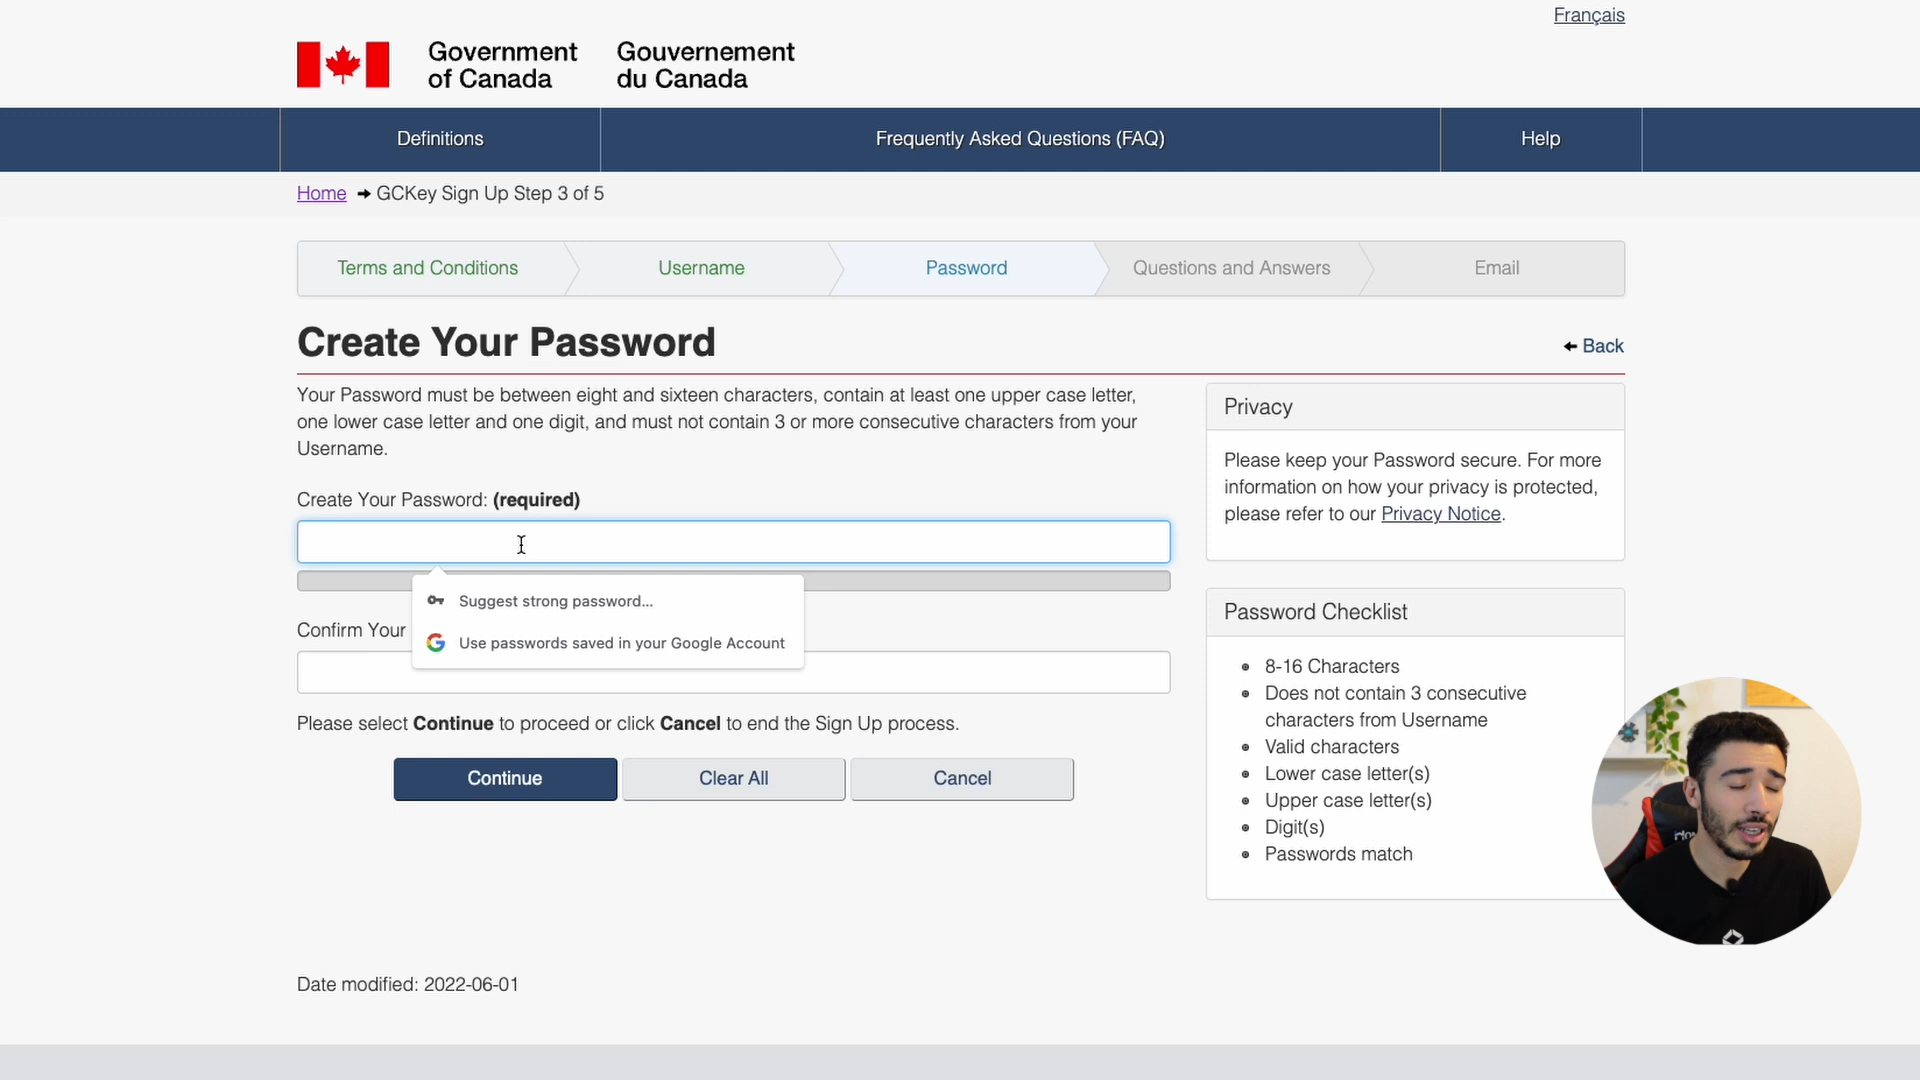 Français
Government
of Canada
Gouvernement
du Canada
Definitions
Frequently Asked Questions (FAQ)
Help
Home ➔ GCKey Sign Up Step 3 of 5
Terms and Conditions
Username
Password
Questions and Answers
Email
Create Your Password
Back
Your Password must be between eight and sixteen characters, contain at least one upper case letter,
one lower case letter and one digit, and must not contain 3 or more consecutive characters from your
Username.
Create Your Password: (required)
Suggest strong password...
Use passwords saved in your Google Account
Confirm Your
Please select Continue to proceed or click Cancel to end the Sign Up process.
Continue
Clear All
Cancel
Privacy
Please keep your Password secure. For more
information on how your privacy is protected,
please refer to our Privacy Notice.
Password Checklist
8-16 Characters
Does not contain 3 consecutive
characters from Username
Valid characters
Lower case letter(s)
Upper case letter(s)
Digit(s)
Passwords match
Date modified: 2022-06-01